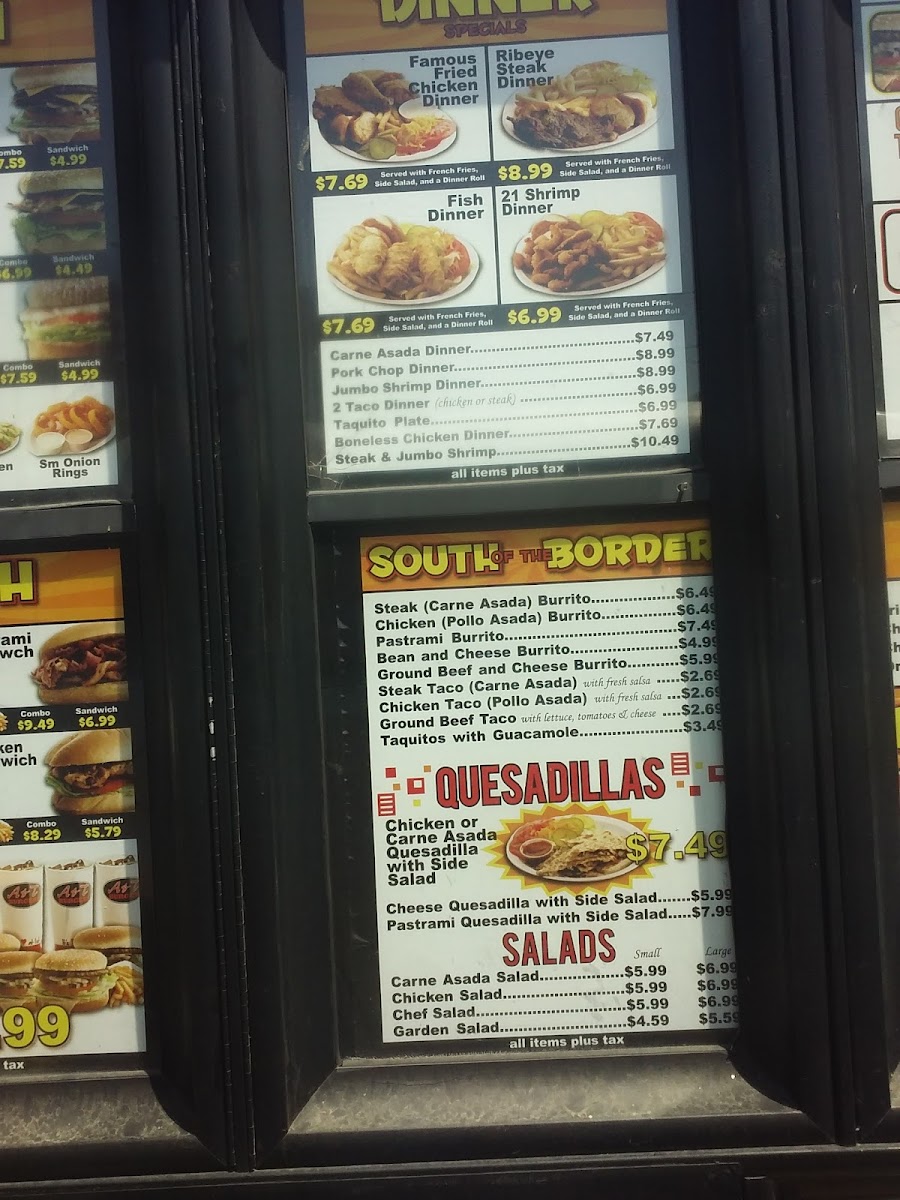 DINNER
SPECIALS
Famous
Fried
Chicken
Dinner
$7.69 Served with French Fries,
Side Salad, and a Dinner Roll
Ribeye
Steak
Dinner
$8.99 Served with French Fries,
Side Salad, and a Dinner Roll
Fish
Dinner
$7.69 Served with French Fries,
Side Salad, and a Dinner Roll
21 Shrimp
Dinner
$6.99 Served with French Fries,
Side Salad, and a Dinner Roll
Carne Asada Dinner...$7.49
Pork Chop Dinner...$8.99
Jumbo Shrimp Dinner...$8.99
2 Taco Dinner (chicken or steak) ...$6.99
Taquito Plate...$6.99
Boneless Chicken Dinner...$7.69
Steak & Jumbo Shrimp...$10.49
all items plus tax
SOUTH OF THE BORDER
Steak (Carne Asada) Burrito...$6.49
Chicken (Pollo Asada) Burrito...$6.49
Pastrami Burrito...$7.49
Bean and Cheese Burrito...$4.99
Ground Beef and Cheese Burrito...$5.99
Steak Taco (Carne Asada) with fresh salsa ...$2.69
Chicken Taco (Pollo Asada) with fresh salsa ...$2.69
Ground Beef Taco with lettuce, tomatoes & cheese ...$2.69
Taquitos with Guacamole...$3.49
QUESADILLAS
Chicken or
Carne Asada
Quesadilla
with Side
Salad
$7.49
Cheese Quesadilla with Side Salad...$5.99
Pastrami Quesadilla with Side Salad...$7.99
SALADS Small Large
Carne Asada Salad...$5.99 $6.99
Chicken Salad...$5.99 $6.99
Chef Salad...$5.99 $6.99
Garden Salad...$4.59 $5.59
all items plus tax
Combo Sandwich
7.59 $4.99
Combo Sandwich
$6.99 $4.49
Combo Sandwich
$7.59 $4.99
en
Sm Onion
Rings
H
ami
wch
Combo Sandwich
$9.49 $6.99
ken
wich
Combo Sandwich
$8.29 $5.79
.99
tax